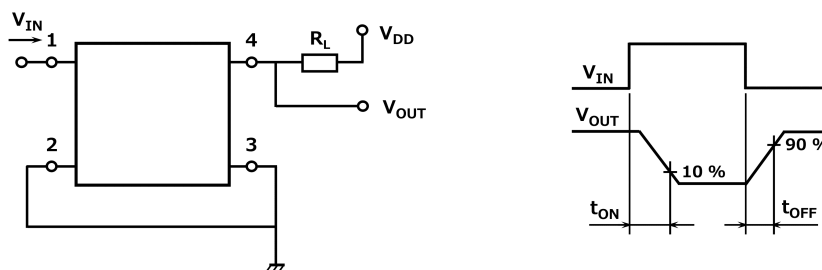 V_IN
1
4
R_L
V_DD
V_OUT
2
3
V_IN
V_OUT
10 %
90 %
t_ON
t_OFF